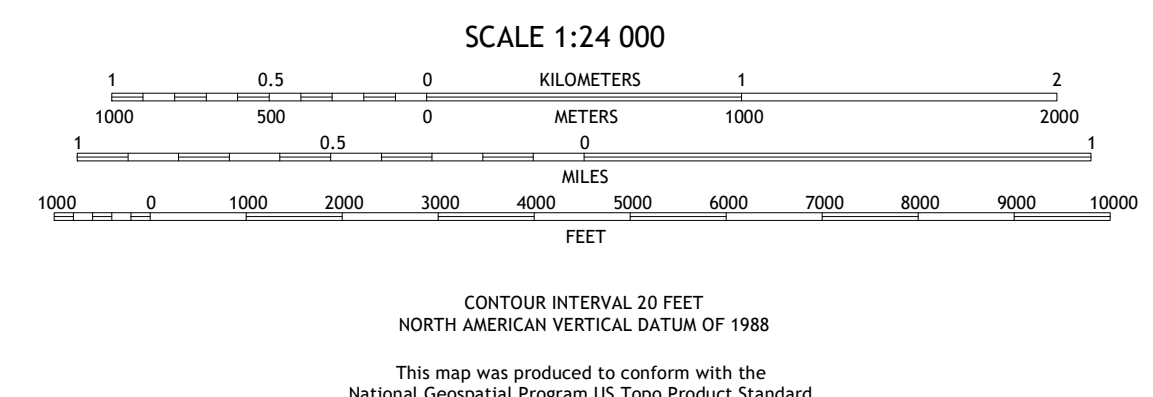 SCALE 1:24 000
1 0.5 0 KILOMETERS 1 2
1000 500 0 METERS 1000 2000
1 0.5 0 1
MILES
1000 0 1000 2000 3000 4000 5000 6000 7000 8000 9000 10000
FEET
CONTOUR INTERVAL 20 FEET
NORTH AMERICAN VERTICAL DATUM OF 1988
This map was produced to conform with the
National Geospatial Program US Topo Product Standard